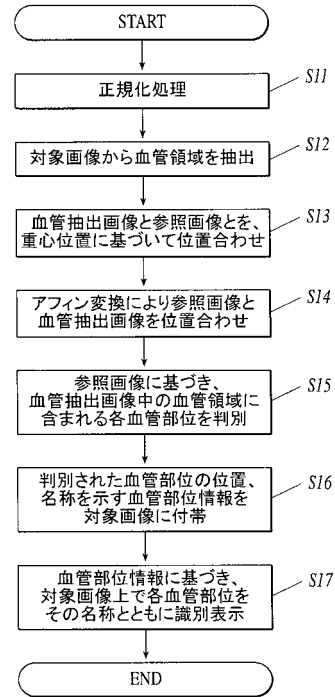 START
正規化処理
S11
対象画像から血管領域を抽出
S12
血管抽出画像と参照画像とを、
重心位置に基づいて位置合わせ
S13
アフィン変換により参照画像と
血管抽出画像を位置合わせ
S14
参照画像に基づき、
血管抽出画像中の血管領域に
含まれる各血管部位を判別
S15
判別された血管部位の位置、
名称を示す血管部位情報を
対象画像に付帯
S16
血管部位情報に基づき、
対象画像上で各血管部位を
その名称とともに識別表示
S17
END